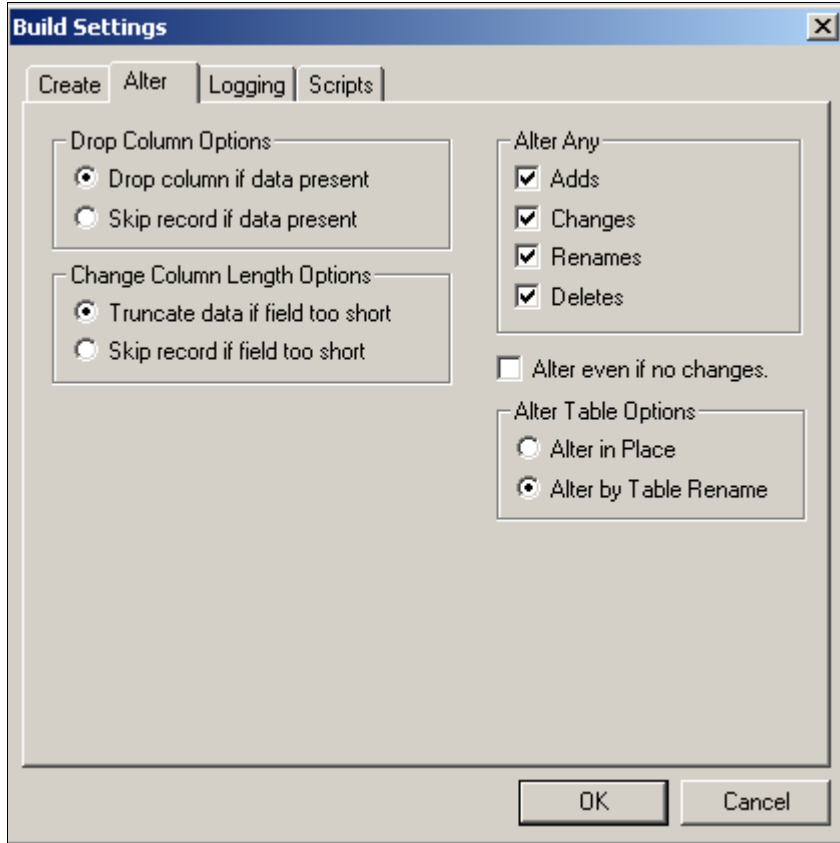 Build Settings
Create
Alter
Logging
Scripts
Drop Column Options
Drop column if data present
Skip record if data present
Change Column Length Options
Truncate data if field too short
Skip record if field too short
Alter Any
Adds
Changes
Renames
Deletes
Alter even if no changes.
Alter Table Options
Alter in Place
Alter by Table Rename
OK
Cancel